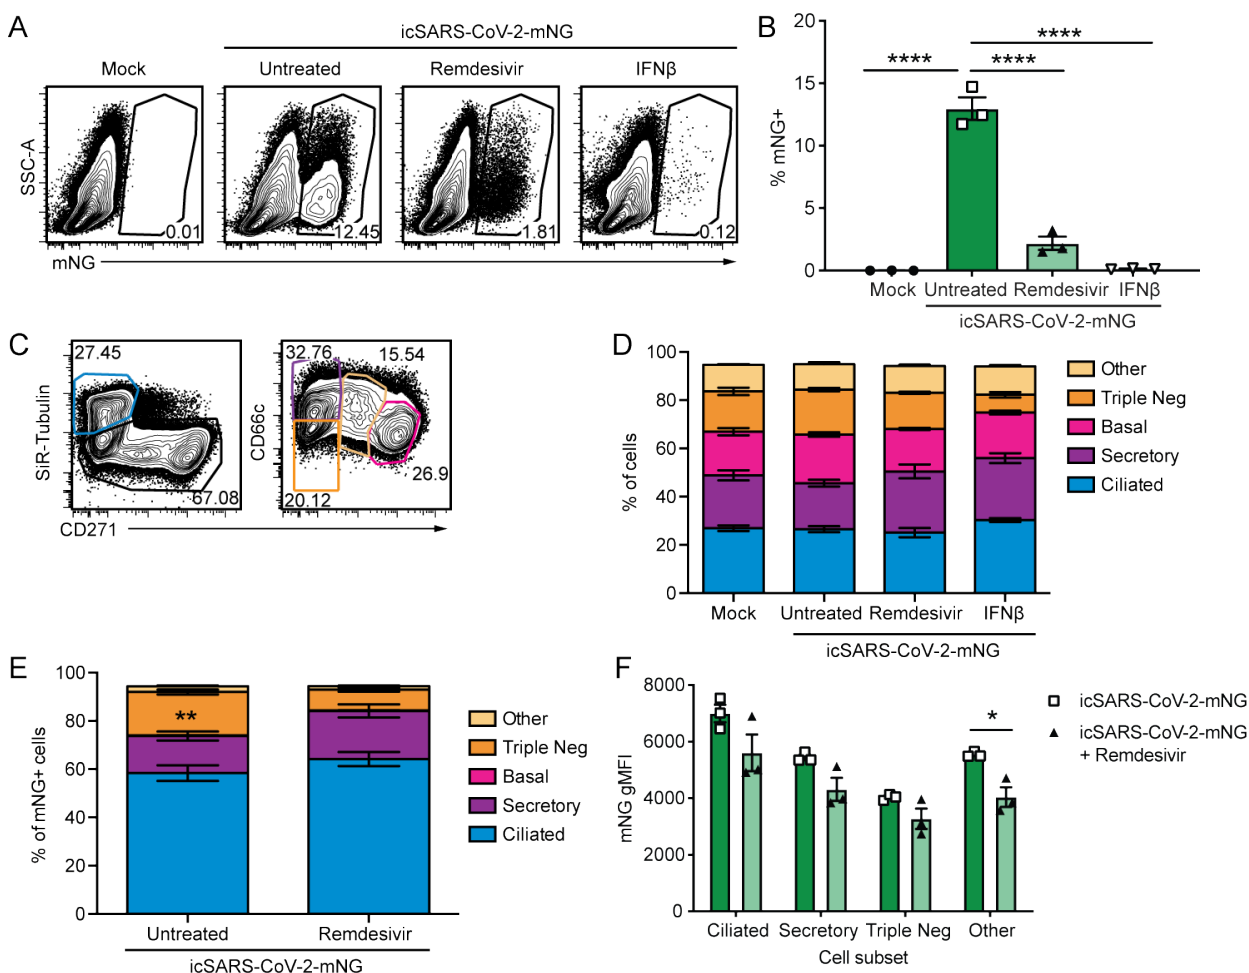 A
icSARS-CoV-2-mNG
Mock
Untreated
Remdesivir
IFNβ
SSC-A
0.01
12.45
1.81
0.12
mNG
B
% mNG+
20
15
10
5
0
****
****
****
Mock
Untreated
Remdesivir
IFNβ
icSARS-CoV-2-mNG
C
SiR-Tubulin
27.45
67.08
CD66c
32.76
15.54
20.12
26.9
CD271
D
% of cells
100
80
60
40
20
0
Mock
Untreated
Remdesivir
IFNβ
icSARS-CoV-2-mNG
Other
Triple Neg
Basal
Secretory
Ciliated
E
% of mNG+ cells
100
80
60
40
20
0
**
Untreated
Remdesivir
icSARS-CoV-2-mNG
Other
Triple Neg
Basal
Secretory
Ciliated
F
mNG gMFI
8000
6000
4000
2000
0
*
Ciliated
Secretory
Triple Neg
Other
Cell subset
icSARS-CoV-2-mNG
icSARS-CoV-2-mNG
+ Remdesivir